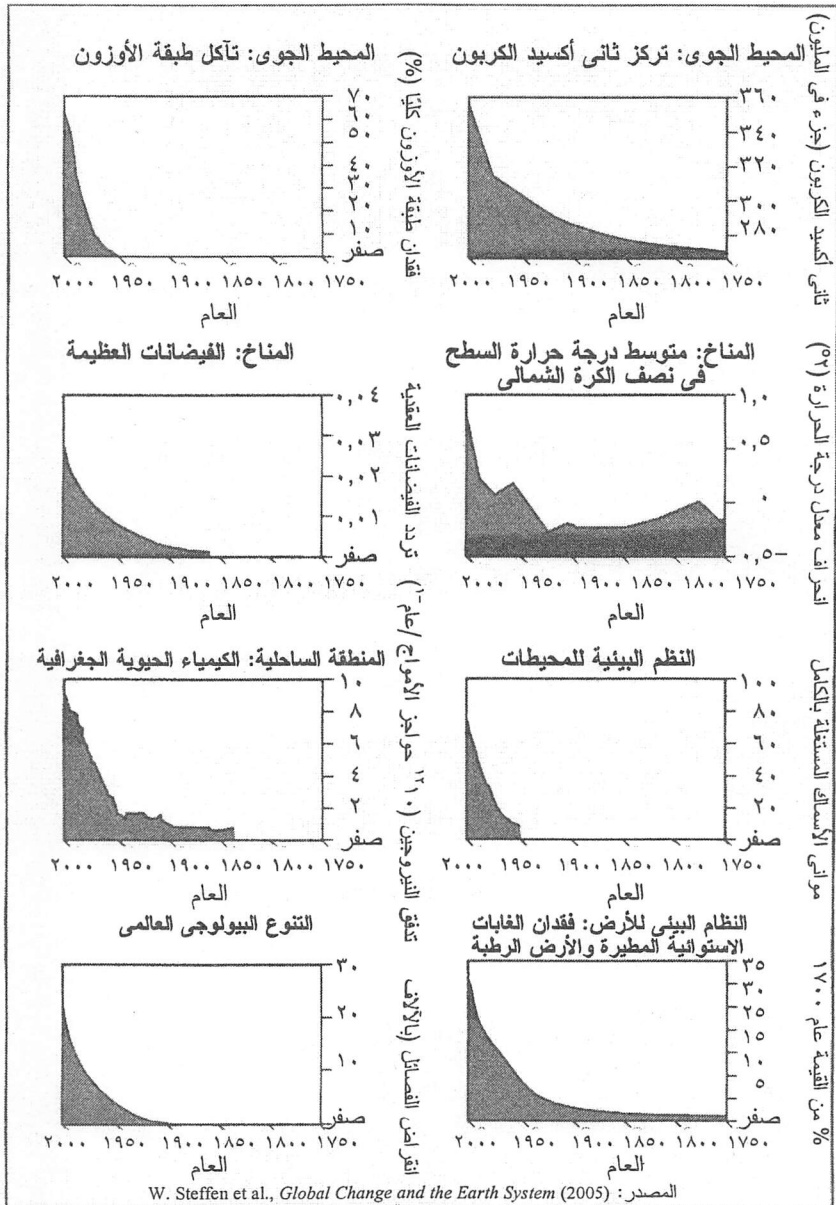 المحيط الجوى: تركز ثانى أكسيد الكربون
ثانى أكسيد الكربون (جزء فى المليون)
٣٦٠
٣٤٠
٣٢٠
٣٠٠
٢٨٠
٢٠٠٠ ١٩٥٠ ١٩٠٠ ١٨٥٠ ١٨٠٠ ١٧٥٠
العام
المحيط الجوى: تآكل طبقة الأوزون
فقدان طبقة الأوزون كليًا (%)
٧٠
٦٠
٥٠
٤٠
٣٠
٢٠
١٠
صفر
٢٠٠٠ ١٩٥٠ ١٩٠٠ ١٨٥٠ ١٨٠٠ ١٧٥٠
العام
المناخ: متوسط درجة حرارة السطح
فى نصف الكرة الشمالى
انحراف معدل درجة الحرارة (٢°)
١,٠
٠,٥
٠
٠,٥–
٢٠٠٠ ١٩٥٠ ١٩٠٠ ١٨٥٠ ١٨٠٠ ١٧٥٠
العام
المناخ: الفيضانات العظيمة
تردد الفيضانات العقدية
٠,٠٤
٠,٠٣
٠,٠٢
٠,٠١
صفر
٢٠٠٠ ١٩٥٠ ١٩٠٠ ١٨٥٠ ١٨٠٠ ١٧٥٠
العام
النظم البيئية للمحيطات
موانى الأسماك المستغلة بالكامل
١٠٠
٨٠
٦٠
٤٠
٢٠
صفر
٢٠٠٠ ١٩٥٠ ١٩٠٠ ١٨٥٠ ١٨٠٠ ١٧٥٠
العام
المنطقة الساحلية: الكيمياء الحيوية الجغرافية
تدفق النيروجين (١٠¹² حواجز الأمواج/عام⁻¹)
١٠
٨
٦
٤
٢
صفر
٢٠٠٠ ١٩٥٠ ١٩٠٠ ١٨٥٠ ١٨٠٠ ١٧٥٠
العام
النظام البيئى للأرض: فقدان الغابات
الاستوائية المطيرة والأرض الرطبة
% من القيمة عام ١٧٠٠
٣٥
٣٠
٢٥
١٥
١٠
٥
صفر
٢٠٠٠ ١٩٥٠ ١٩٠٠ ١٨٥٠ ١٨٠٠ ١٧٥٠
العام
التنوع البيولوجى العالمى
انقراض الفصائل (بالآلاف
٣٠
٢٠
١٠
صفر
٢٠٠٠ ١٩٥٠ ١٩٠٠ ١٨٥٠ ١٨٠٠ ١٧٥٠
العام
المصدر: W. Steffen et al., Global Change and the Earth System (2005)